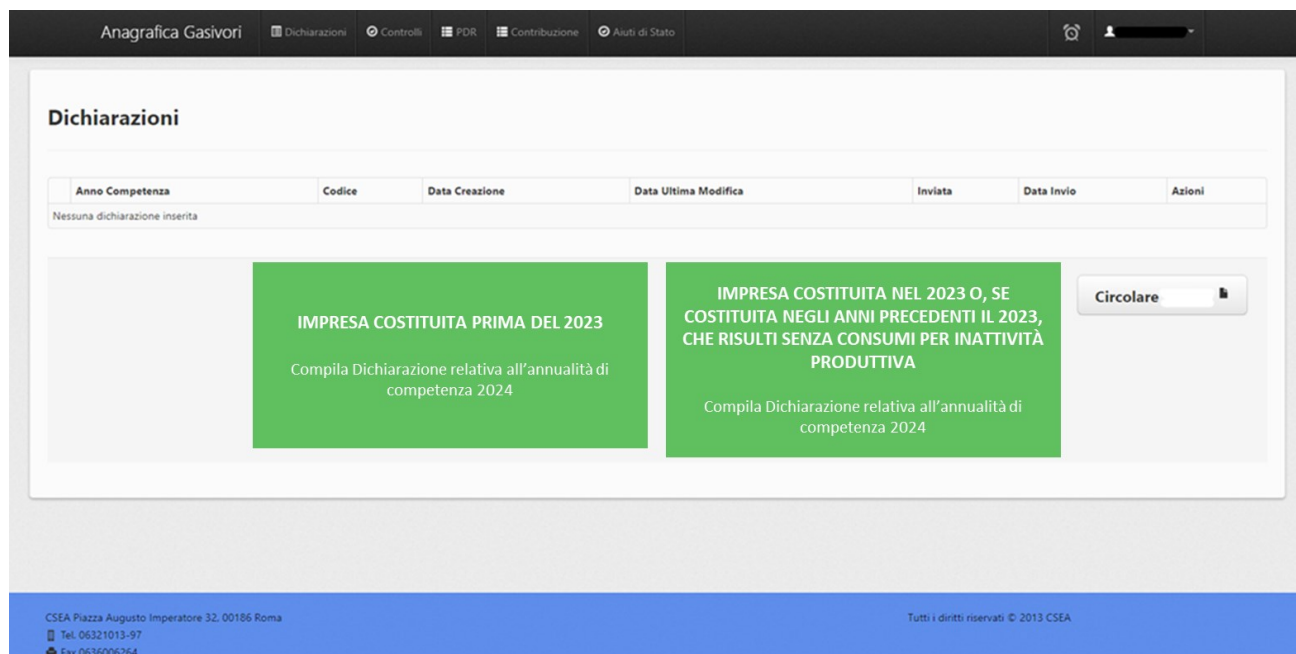 Anagrafica Gasivori Dichiarazioni Controlli PDR Contribuzione Aiuti di Stato
Dichiarazioni
Anno Competenza Codice Data Creazione Data Ultima Modifica Inviata Data Invio Azioni
Nessuna dichiarazione inserita
IMPRESA COSTITUITA PRIMA DEL 2023
Compila Dichiarazione relativa all'annualità di
competenza 2024
IMPRESA COSTITUITA NEL 2023 O, SE
COSTITUITA NEGLI ANNI PRECEDENTI IL 2023,
CHE RISULTI SENZA CONSUMI PER INATTIVITÀ
PRODUTTIVA
Compila Dichiarazione relativa all'annualità di
competenza 2024
Circolare
CSEA Piazza Augusto Imperatore 32, 00186 Roma
Tel. 06321013-97
Fax 0636006264
Tutti i diritti riservati © 2013 CSEA